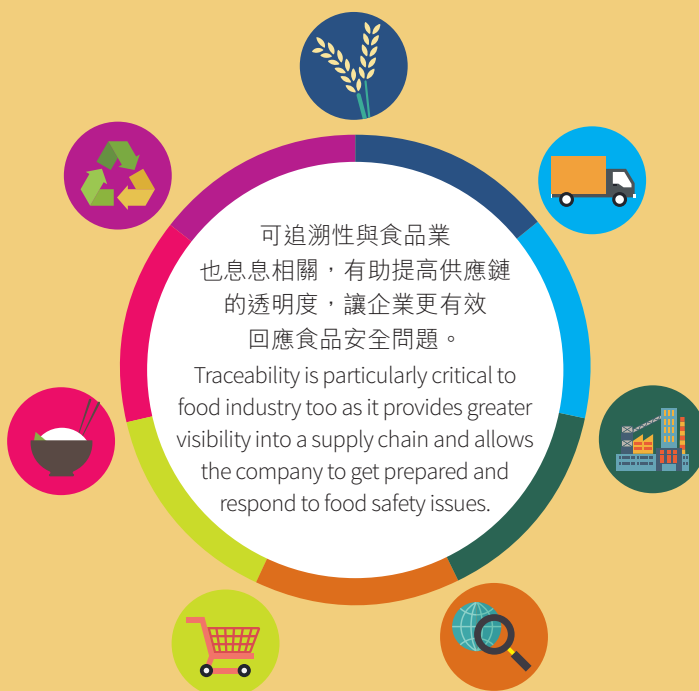 可追溯性與食品業
也息息相關，有助提高供應鏈
的透明度，讓企業更有效
回應食品安全問題。
Traceability is particularly critical to
food industry too as it provides greater
visibility into a supply chain and allows
the company to get prepared and
respond to food safety issues.